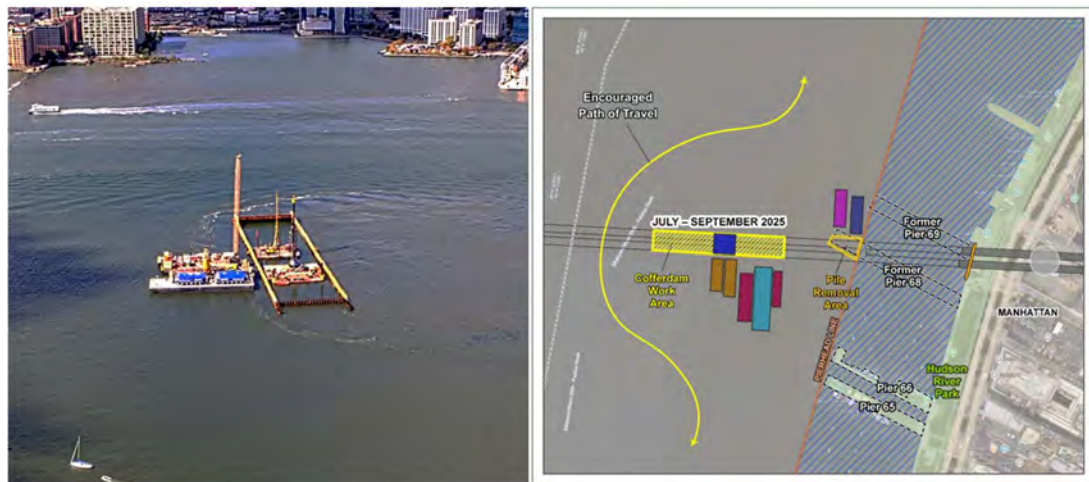 Encouraged
Path of Travel
JULY – SEPTEMBER 2025
Cofferdam
Work
Area
Pile
Removal
Area
Former
Pier 69
Former
Pier 68
PIERHEAD LINE
MANHATTAN
Hudson
River
Park
Pier 66
Pier 65